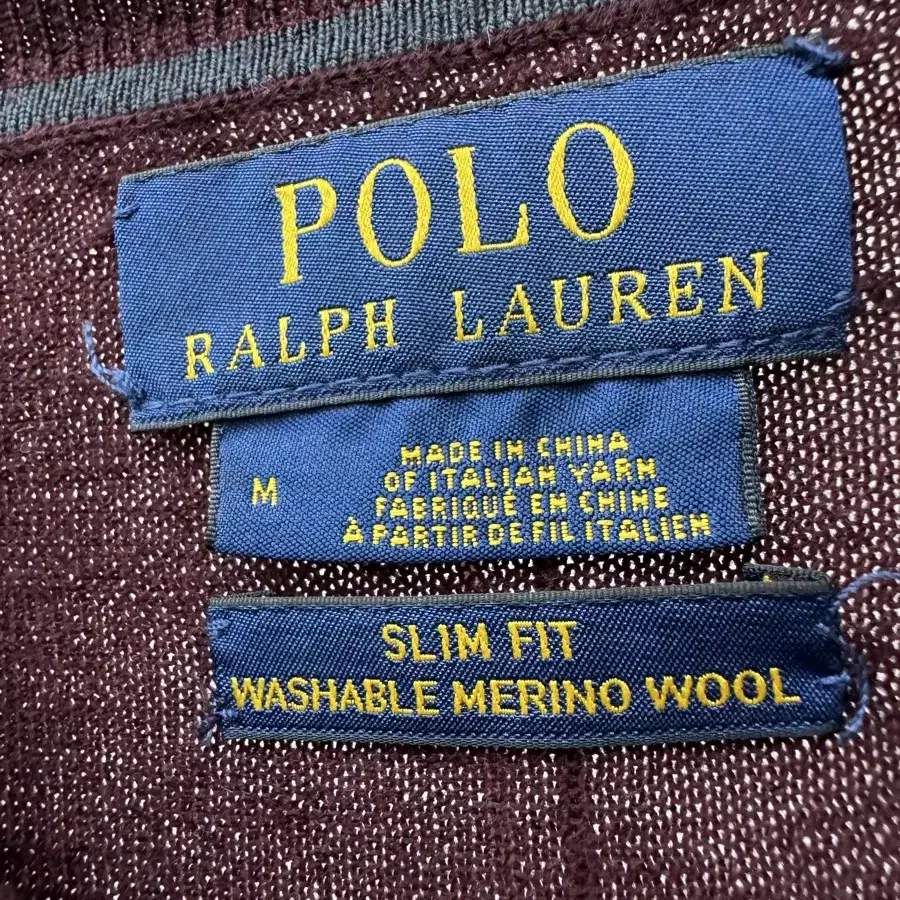 POLO
RALPH LAUREN
M
MADE IN CHINA
OF ITALIAN YARN
FABRIQUÉ EN CHINE
À PARTIR DE FIL ITALIEN
SLIM FIT
WASHABLE MERINO WOOL